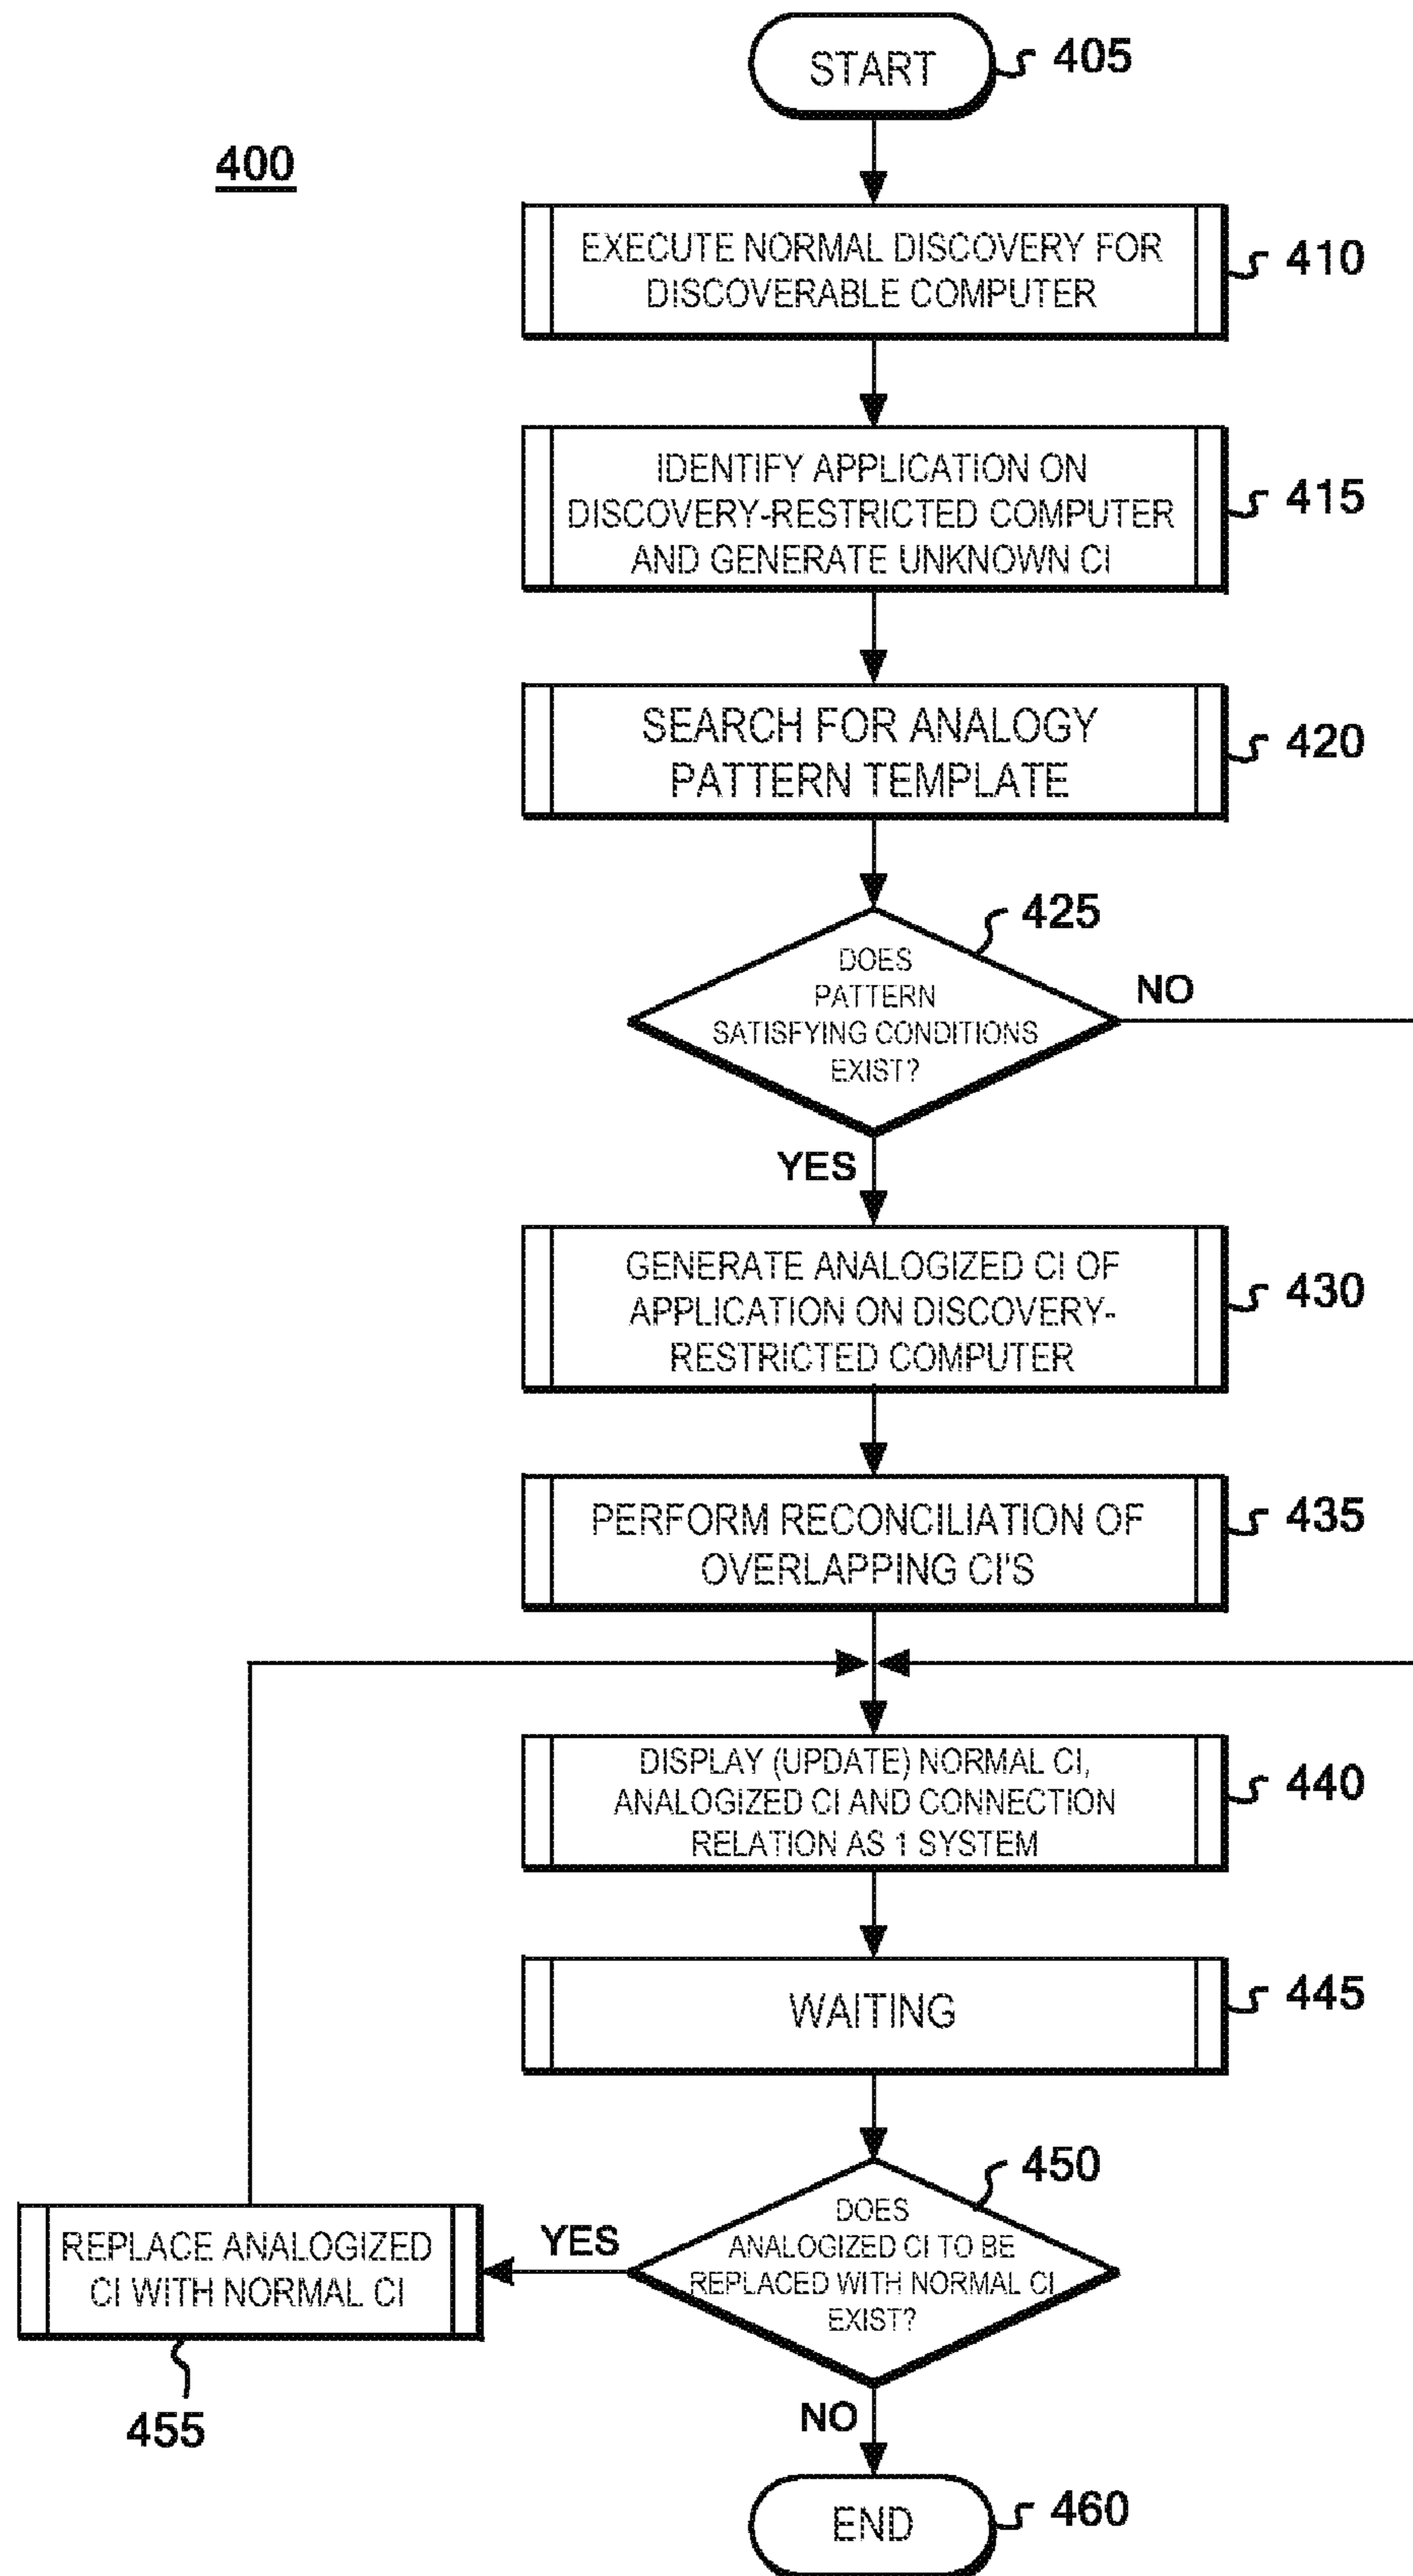 START
405
400
EXECUTE NORMAL DISCOVERY FOR
DISCOVERABLE COMPUTER
410
IDENTIFY APPLICATION ON
DISCOVERY-RESTRICTED COMPUTER
AND GENERATE UNKNOWN CI
415
SEARCH FOR ANALOGY
PATTERN TEMPLATE
420
425
DOES
PATTERN
SATISFYING CONDITIONS
EXIST?
NO
YES
GENERATE ANALOGIZED CI OF
APPLICATION ON DISCOVERY-
RESTRICTED COMPUTER
430
PERFORM RECONCILIATION OF
OVERLAPPING CI'S
435
DISPLAY (UPDATE) NORMAL CI,
ANALOGIZED CI AND CONNECTION
RELATION AS 1 SYSTEM
440
WAITING
445
450
DOES
ANALOGIZED CI TO BE
REPLACED WITH NORMAL CI
EXIST?
YES
REPLACE ANALOGIZED
CI WITH NORMAL CI
455
NO
END
460